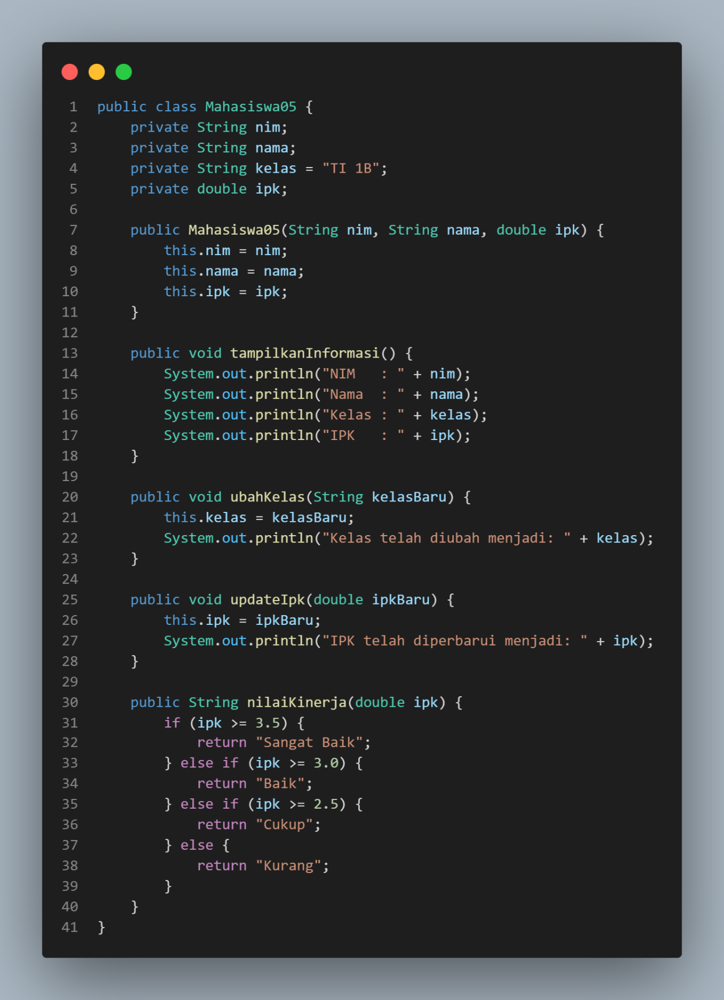 1 public class Mahasiswa05 {
2     private String nim;
3     private String nama;
4     private String kelas = "TI 1B";
5     private double ipk;
6
7     public Mahasiswa05(String nim, String nama, double ipk) {
8         this.nim = nim;
9         this.nama = nama;
10         this.ipk = ipk;
11     }
12
13     public void tampilkanInformasi() {
14         System.out.println("NIM   : " + nim);
15         System.out.println("Nama  : " + nama);
16         System.out.println("Kelas : " + kelas);
17         System.out.println("IPK   : " + ipk);
18     }
19
20     public void ubahKelas(String kelasBaru) {
21         this.kelas = kelasBaru;
22         System.out.println("Kelas telah diubah menjadi: " + kelas);
23     }
24
25     public void updateIpk(double ipkBaru) {
26         this.ipk = ipkBaru;
27         System.out.println("IPK telah diperbarui menjadi: " + ipk);
28     }
29
30     public String nilaiKinerja(double ipk) {
31         if (ipk >= 3.5) {
32             return "Sangat Baik";
33         } else if (ipk >= 3.0) {
34             return "Baik";
35         } else if (ipk >= 2.5) {
36             return "Cukup";
37         } else {
38             return "Kurang";
39         }
40     }
41 }